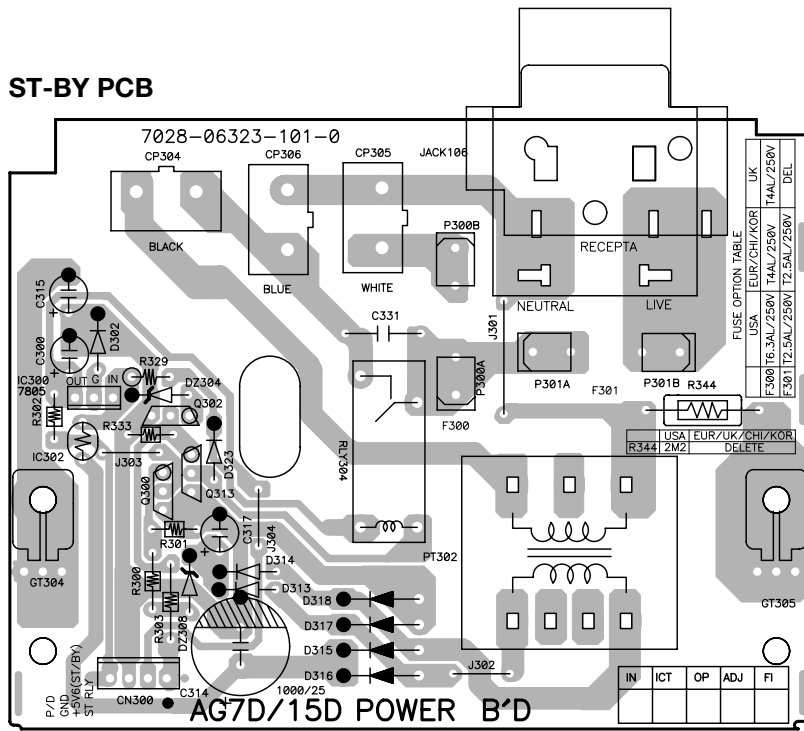 ST-BY PCB
7028-06323-101-0
CP304
CP306
CP305
JACK106
BLACK
BLUE
WHITE
P300B
RECEPTA
NEUTRAL
LIVE
FUSE OPTION TABLE
USA EUR/CHI/KOR UK
F300 T6.3AL/250V T4AL/250V T4AL/250V
F301 T2.5AL/250V T2.5AL/250V DEL
C315
C300
D302
C331
J301
R329
IC300
7805
OUT G IN
DZ304
P300A
P301A
P301B
F301
R344
R302
Q302
R333
F300
USA EUR/UK/CHI/KOR
R344 2M2 DELETE
IC302
J303
D323
RLY304
Q300
Q313
C317
R301
J304
PT302
D314
D313
GT304
R300
R303
DZ308
D318
D317
D315
D316
GT305
J302
P/D
GND
+5V6(ST/BY)
ST RLY
CN300
C314
1000/25
IN ICT OP ADJ FI
AG7D/15D POWER B'D